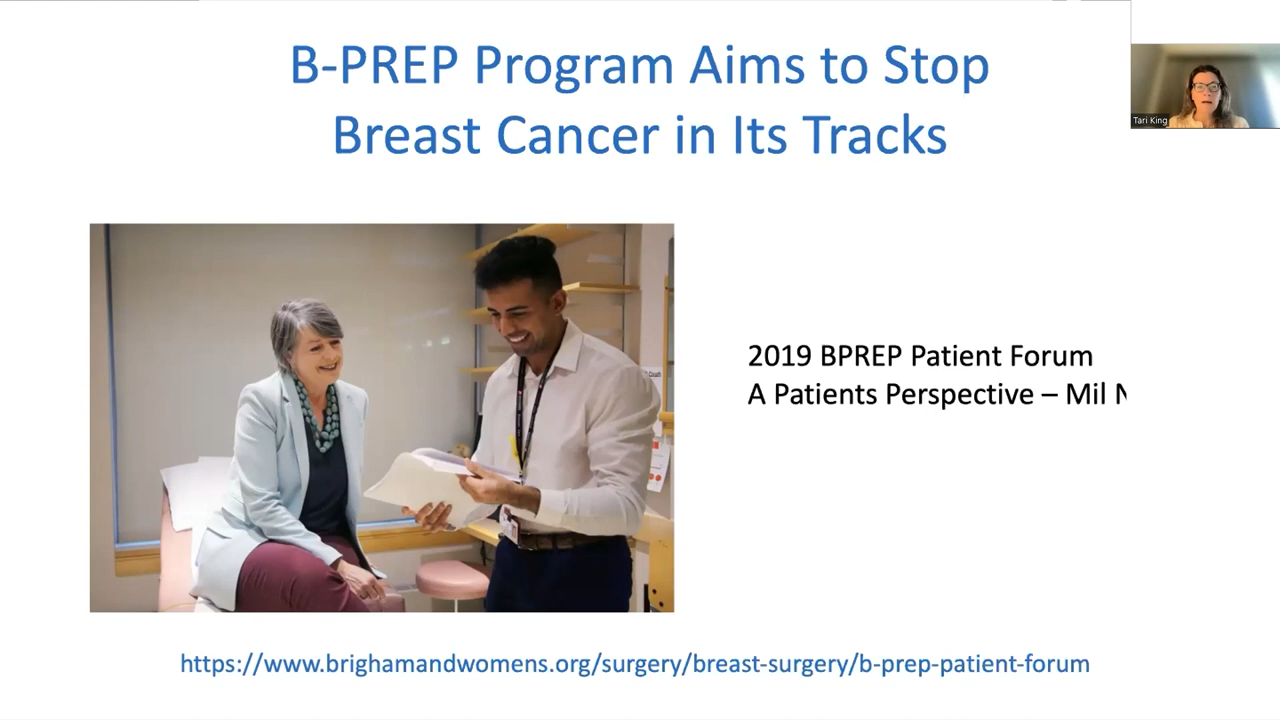 B-PREP Program Aims to Stop
Breast Cancer in Its Tracks
Tari King
2019 BPREP Patient Forum
A Patients Perspective – Mil
https://www.brighamandwomens.org/surgery/breast-surgery/b-prep-patient-forum